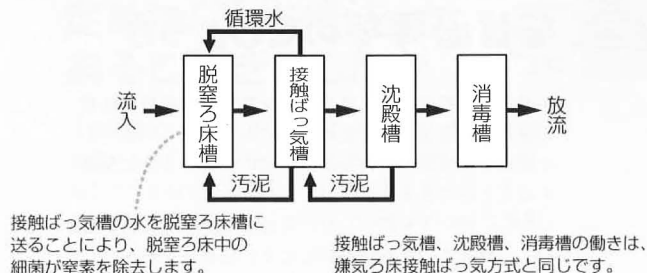 循環水
流入
脱窒ろ床槽
接触ばっ気槽
沈殿槽
消毒槽
放流
汚泥
汚泥
接触ばっ気槽の水を脱窒ろ床槽に
送ることにより、脱窒ろ床中の
細菌が窒素を除去します。
接触ばっ気槽、沈殿槽、消毒槽の働きは、
嫌気ろ床接触ばっ気方式と同じです。